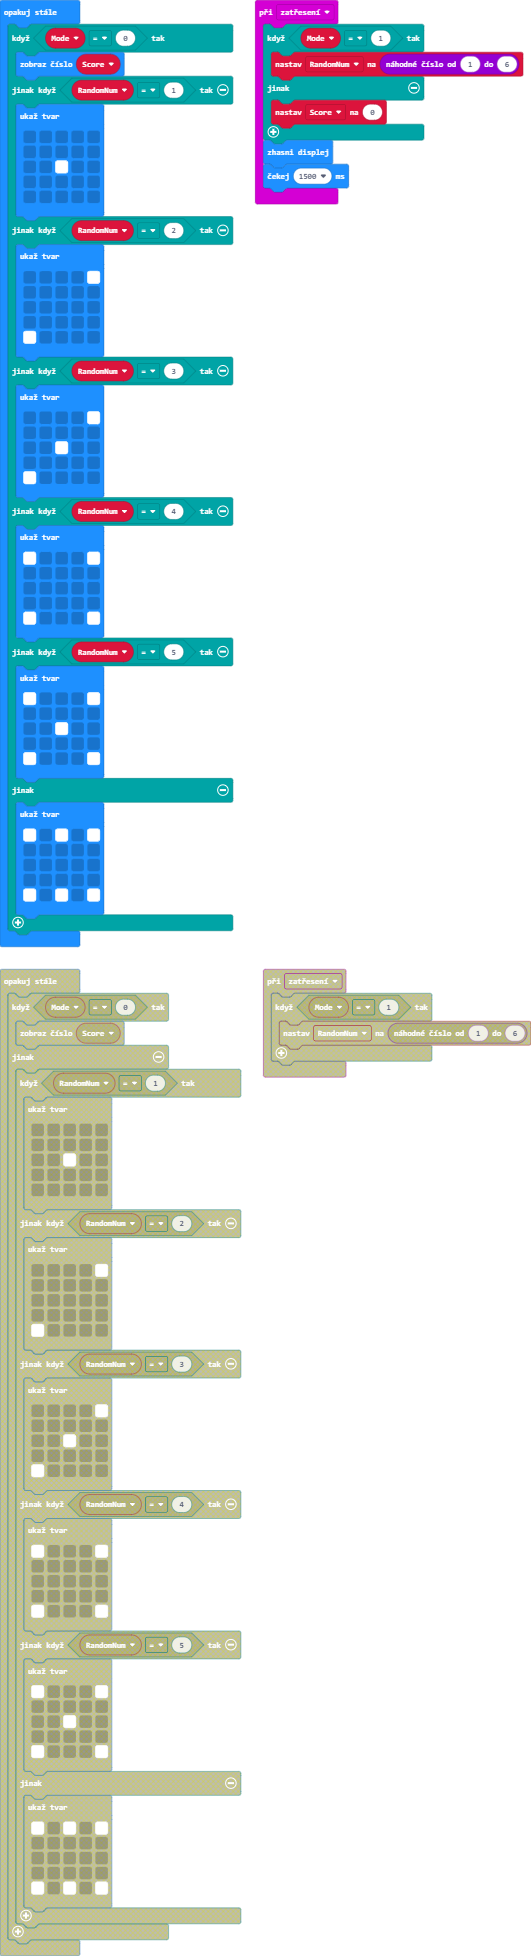 opakuj stále
když Mode = 0 tak
zobraz číslo Score
jinak když RandomNum = 1 tak
ukaž tvar
jinak když RandomNum = 2 tak
ukaž tvar
jinak když RandomNum = 3 tak
ukaž tvar
jinak když RandomNum = 4 tak
ukaž tvar
jinak když RandomNum = 5 tak
ukaž tvar
jinak
ukaž tvar
při zatřesení
když Mode = 1 tak
nastav RandomNum na náhodné číslo od 1 do 6
jinak
nastav Score na 0
zhasni displej
čekej 1500 ms
opakuj stále
když Mode = 0 tak
zobraz číslo Score
jinak
když RandomNum = 1 tak
ukaž tvar
jinak když RandomNum = 2 tak
ukaž tvar
jinak když RandomNum = 3 tak
ukaž tvar
jinak když RandomNum = 4 tak
ukaž tvar
jinak když RandomNum = 5 tak
ukaž tvar
jinak
ukaž tvar
při zatřesení
když Mode = 1 tak
nastav RandomNum na náhodné číslo od 1 do 6